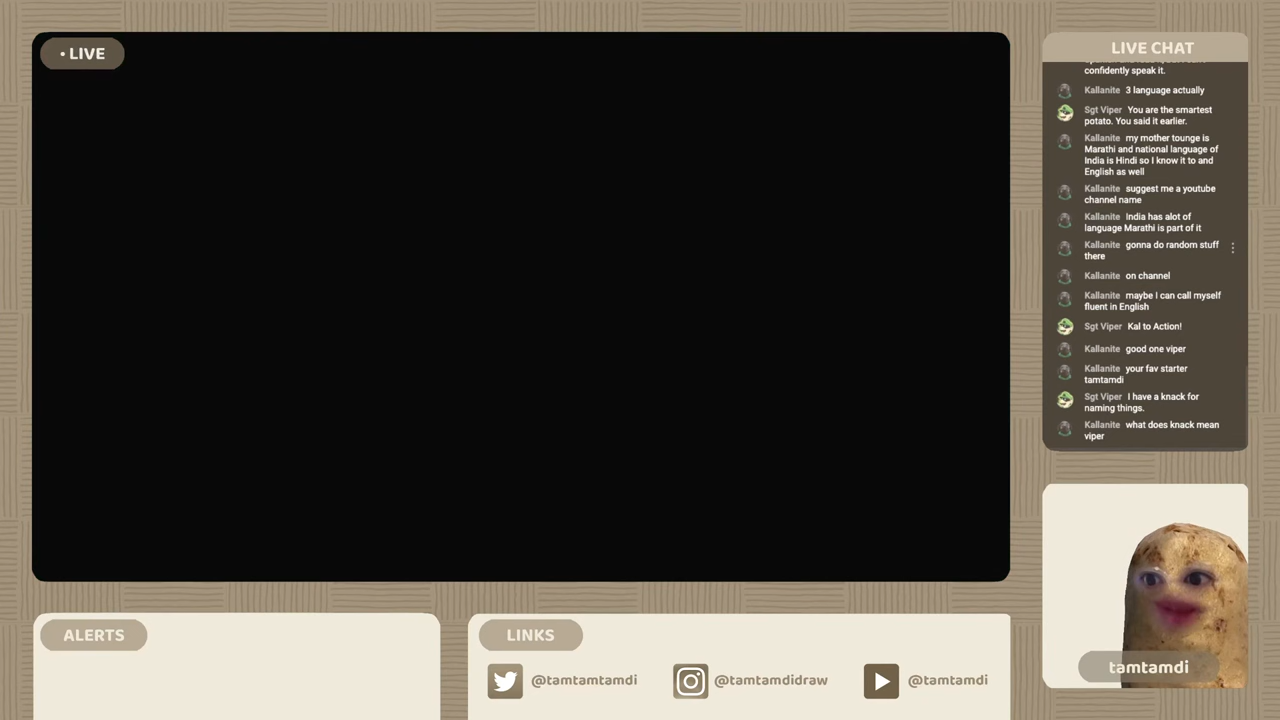 • LIVE
LIVE CHAT
confidently speak it.
Kallanite 3 language actually
Sgt Viper You are the smartest
potato. You said it earlier.
Kallanite my mother tounge is
Marathi and national language of
India is Hindi so I know it to and
English as well
Kallanite suggest me a youtube
channel name
Kallanite India has alot of
language Marathi is part of it
Kallanite gonna do random stuff
there
Kallanite on channel
Kallanite maybe I can call myself
fluent in English
Sgt Viper Kal to Action!
Kallanite good one viper
Kallanite your fav starter
tamtamdi
Sgt Viper I have a knack for
naming things.
Kallanite what does knack mean
viper
ALERTS
LINKS
@tamtamtamdi
@tamtamdidraw
@tamtamdi
tamtamdi